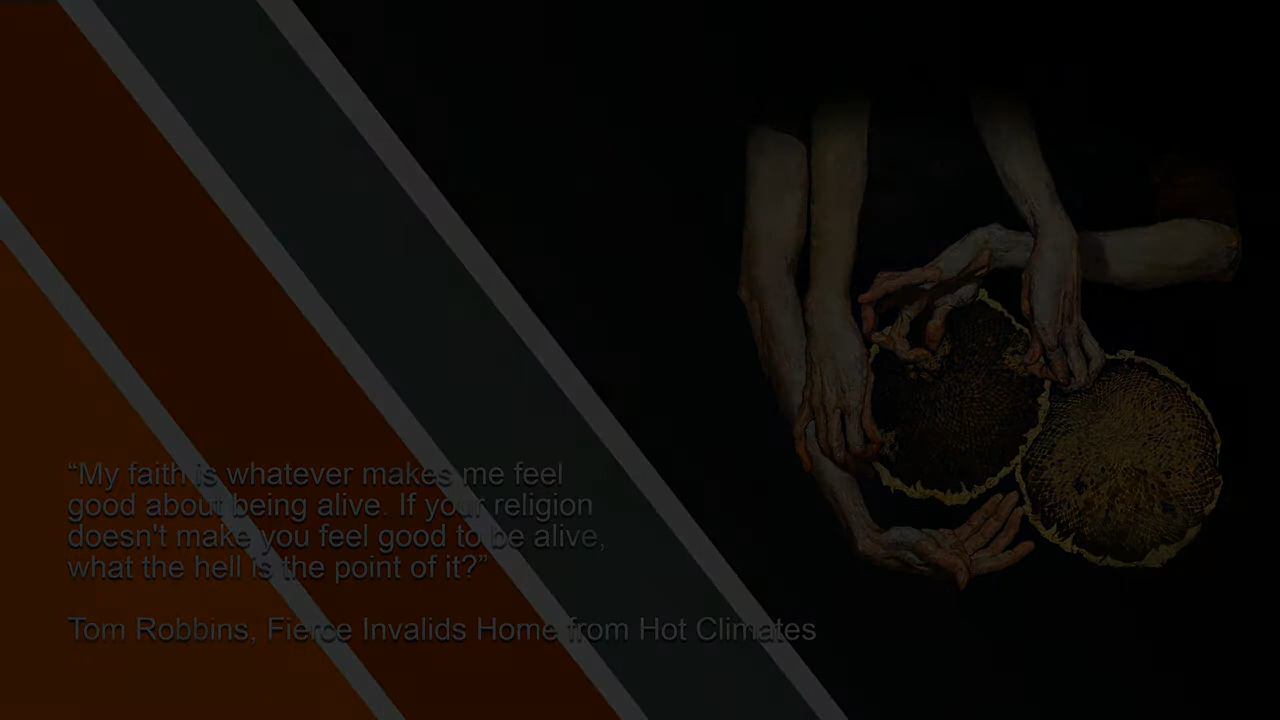 “My faith is whatever makes me feel
good about being alive. If your religion
doesn't make you feel good to be alive,
what the hell is the point of it?”
Tom Robbins, Fierce Invalids Home from Hot Climates